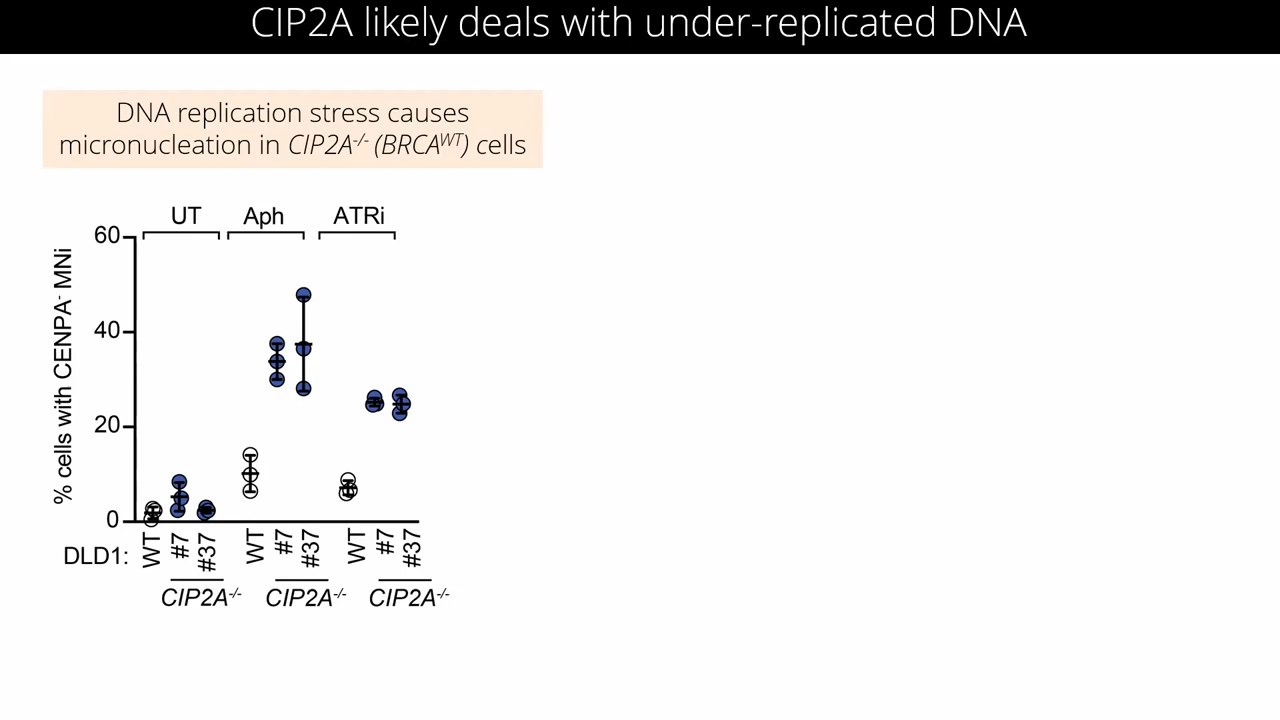 CIP2A likely deals with under-replicated DNA
DNA replication stress causes
micronucleation in CIP2A-/- (BRCAWT) cells
UT Aph ATRi
% cells with CENPA- MNi
60
40
20
0
DLD1: WT #7 #37 WT #7 #37 WT #7 #37
CIP2A-/- CIP2A-/- CIP2A-/-